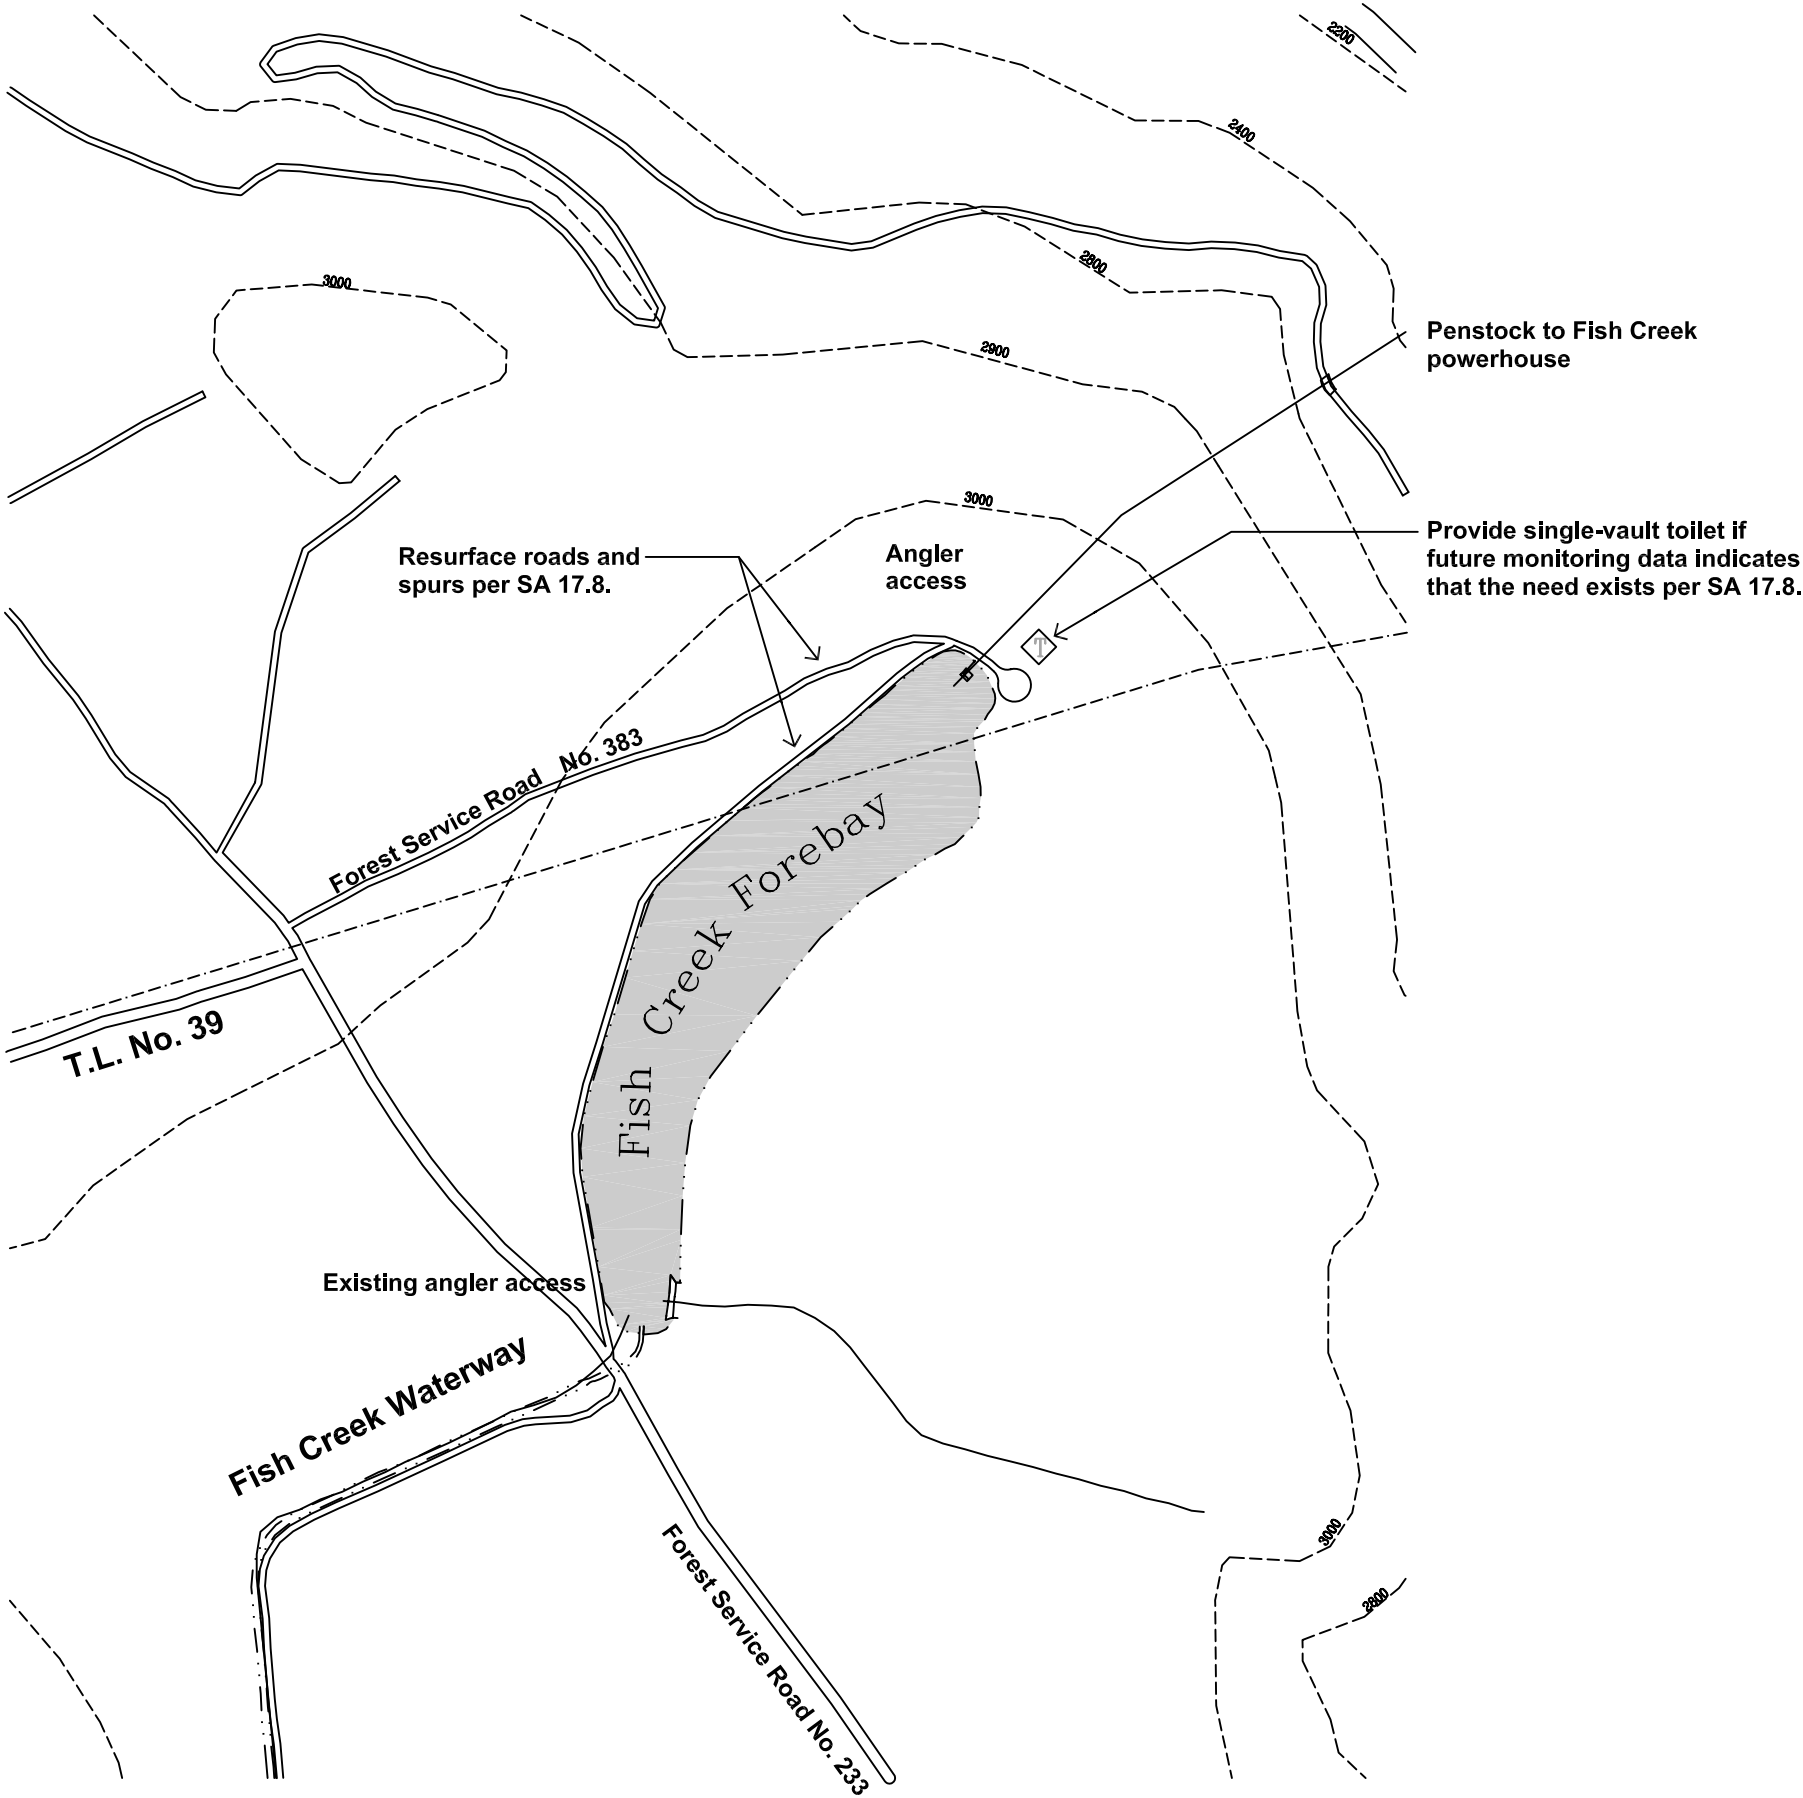 2200
2400
2800
3000
Penstock to Fish Creek
powerhouse
2900
3000
Provide single-vault toilet if
future monitoring data indicates
that the need exists per SA 17.8.
Resurface roads and
spurs per SA 17.8.
Angler
access
T
Forest Service Road No. 383
Fish Creek Forebay
T.L. No. 39
Existing angler access
Fish Creek Waterway
Forest Service Road No. 233
3000
2800